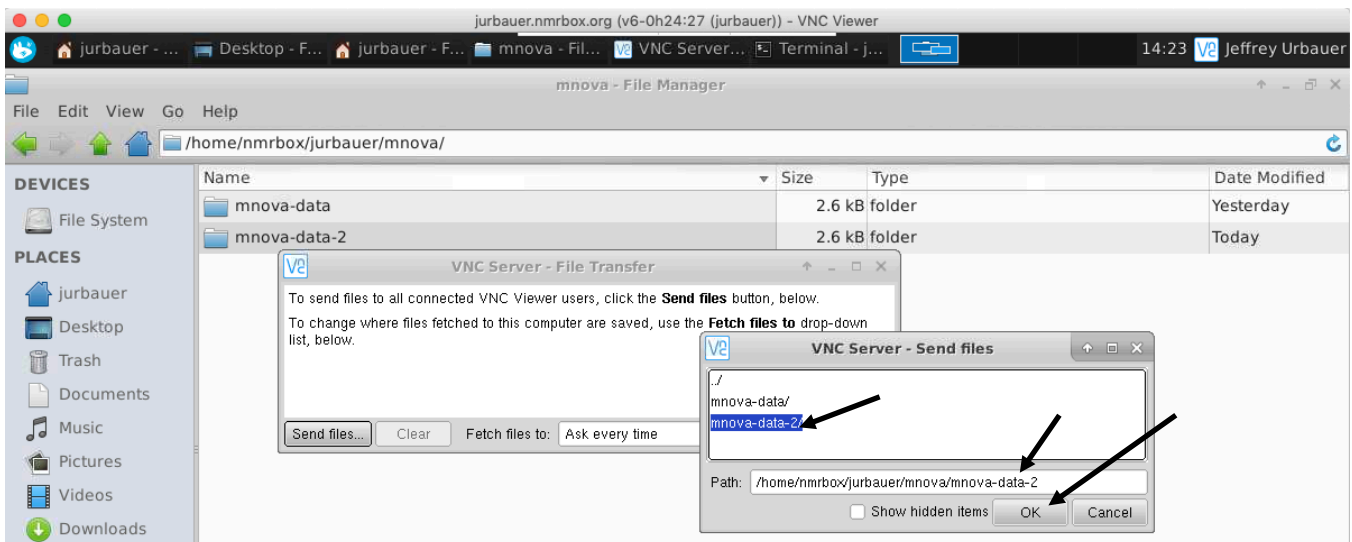 jurbauer.nmrbox.org (v6-0h24:27 (jurbauer)) - VNC Viewer
jurbauer - ... Desktop - F... jurbauer - F... mnova - Fil... VNC Server... Terminal - j... 14:23 Jeffrey Urbauer
mnova - File Manager
File Edit View Go Help
/home/nmrbox/jurbauer/mnova/
DEVICES
File System
PLACES
jurbauer
Desktop
Trash
Documents
Music
Pictures
Videos
Downloads
Name Size Type Date Modified
mnova-data 2.6 kB folder Yesterday
mnova-data-2 2.6 kB folder Today
VNC Server - File Transfer
To send files to all connected VNC Viewer users, click the Send files button, below.
To change where files fetched to this computer are saved, use the Fetch files to drop-down
list, below.
Send files... Clear Fetch files to: Ask every time
VNC Server - Send files
../
mnova-data/
mnova-data-2/
Path: /home/nmrbox/jurbauer/mnova/mnova-data-2
Show hidden items OK Cancel